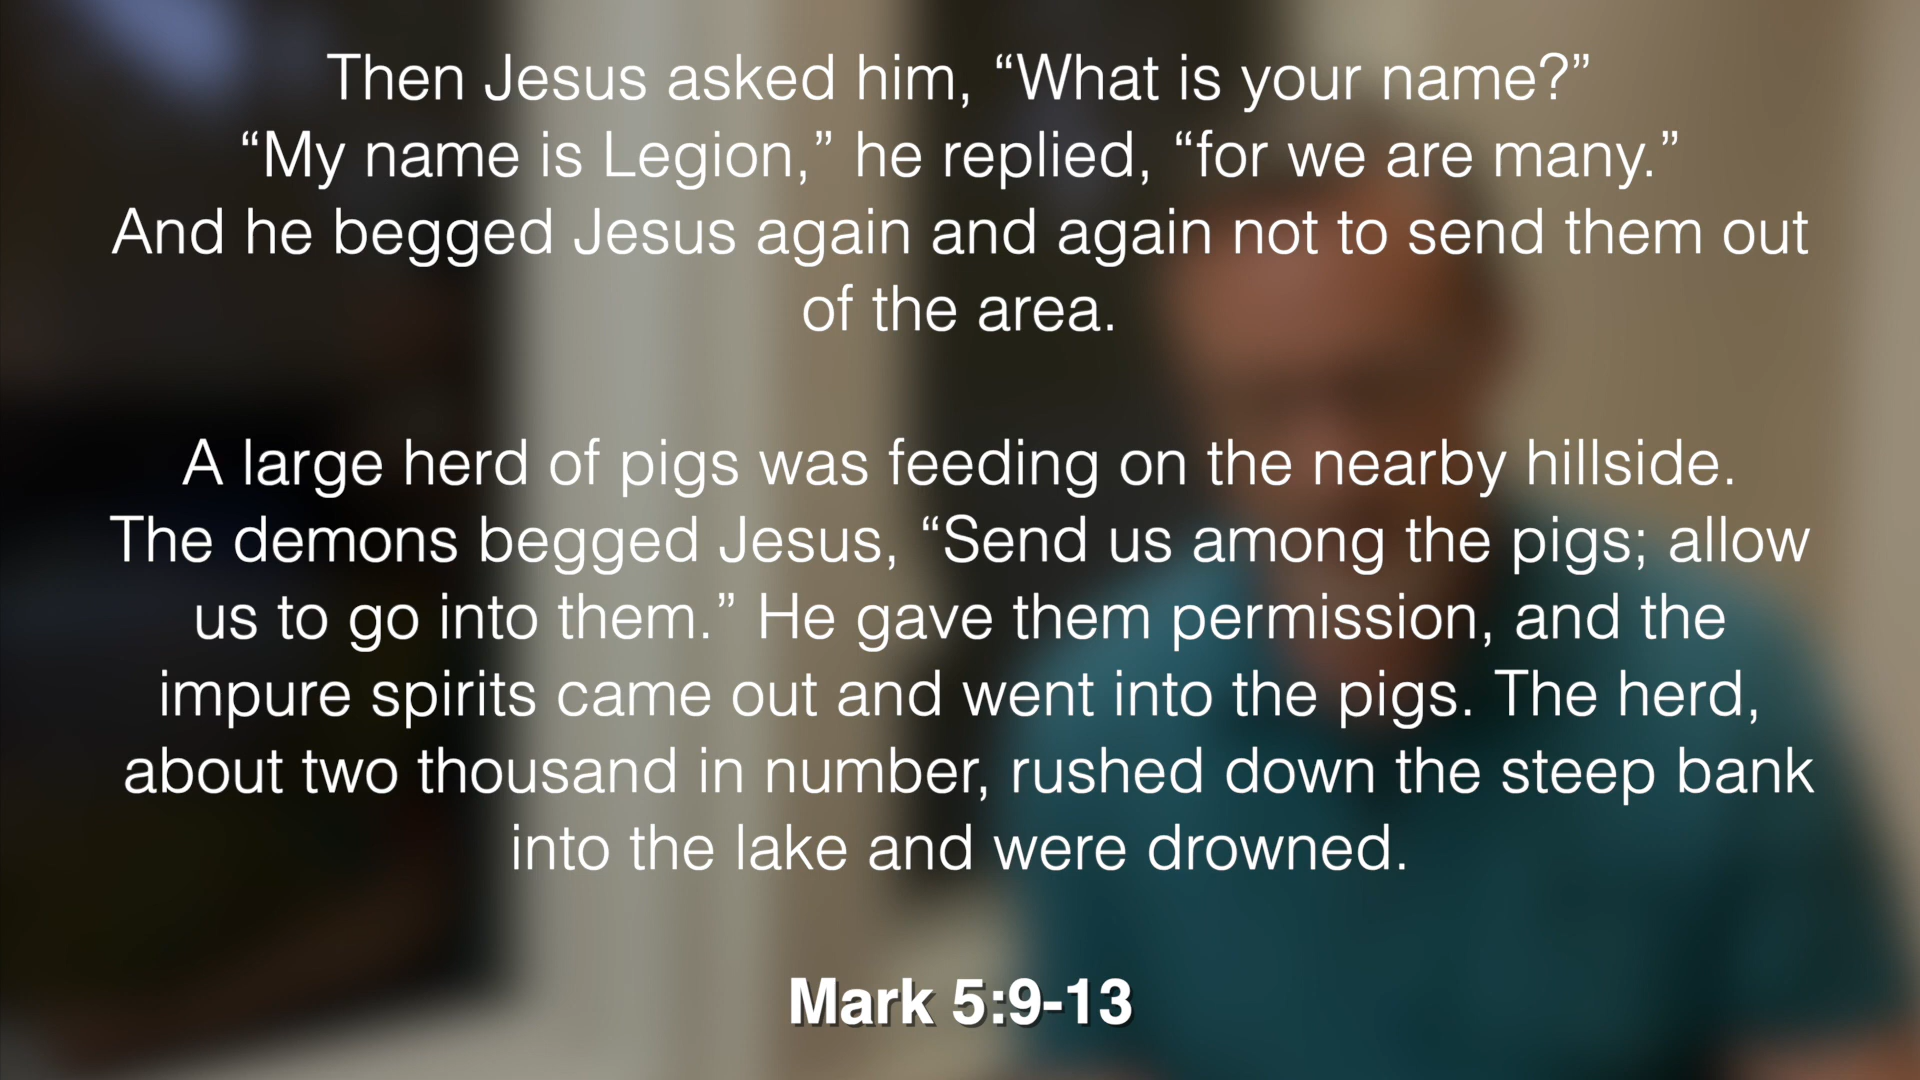 Then Jesus asked him, “What is your name?”
“My name is Legion,” he replied, “for we are many.”
And he begged Jesus again and again not to send them out
of the area.
A large herd of pigs was feeding on the nearby hillside.
The demons begged Jesus, “Send us among the pigs; allow
us to go into them.” He gave them permission, and the
impure spirits came out and went into the pigs. The herd,
about two thousand in number, rushed down the steep bank
into the lake and were drowned.
Mark 5:9-13